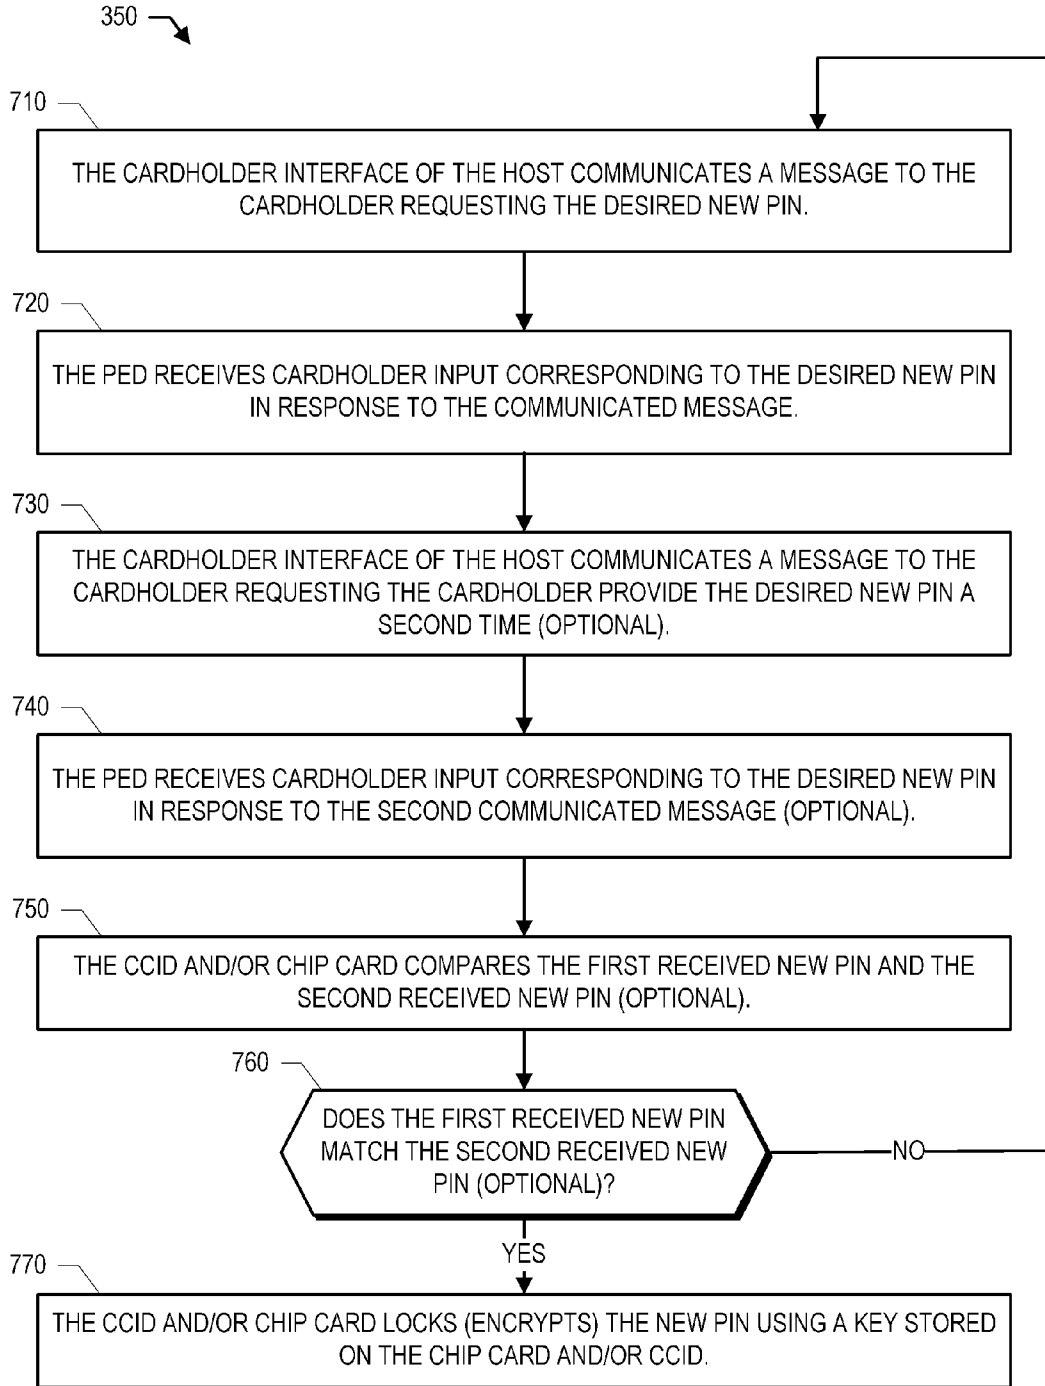 350
710
THE CARDHOLDER INTERFACE OF THE HOST COMMUNICATES A MESSAGE TO THE
CARDHOLDER REQUESTING THE DESIRED NEW PIN.
720
THE PED RECEIVES CARDHOLDER INPUT CORRESPONDING TO THE DESIRED NEW PIN
IN RESPONSE TO THE COMMUNICATED MESSAGE.
730
THE CARDHOLDER INTERFACE OF THE HOST COMMUNICATES A MESSAGE TO THE
CARDHOLDER REQUESTING THE CARDHOLDER PROVIDE THE DESIRED NEW PIN A
SECOND TIME (OPTIONAL).
740
THE PED RECEIVES CARDHOLDER INPUT CORRESPONDING TO THE DESIRED NEW PIN
IN RESPONSE TO THE SECOND COMMUNICATED MESSAGE (OPTIONAL).
750
THE CCID AND/OR CHIP CARD COMPARES THE FIRST RECEIVED NEW PIN AND THE
SECOND RECEIVED NEW PIN (OPTIONAL).
760
DOES THE FIRST RECEIVED NEW PIN
MATCH THE SECOND RECEIVED NEW
PIN (OPTIONAL)?
NO
YES
770
THE CCID AND/OR CHIP CARD LOCKS (ENCRYPTS) THE NEW PIN USING A KEY STORED
ON THE CHIP CARD AND/OR CCID.